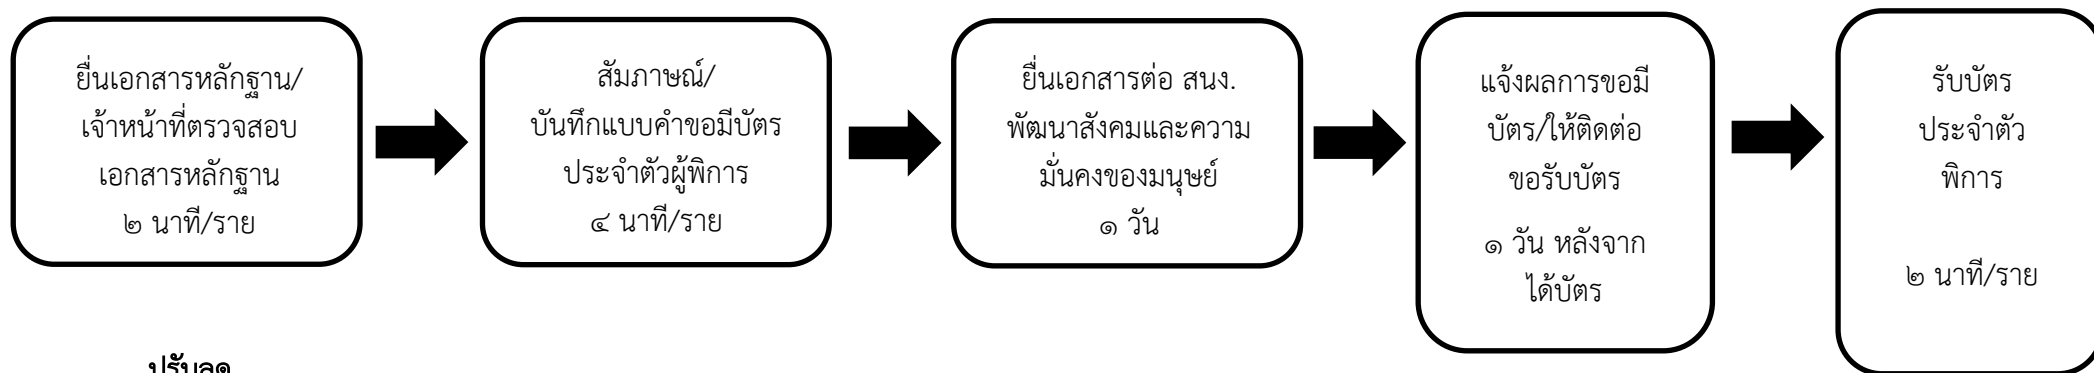 ยื่นเอกสารหลักฐาน/
เจ้าหน้าที่ตรวจสอบ
เอกสารหลักฐาน
๒ นาที/ราย
สัมภาษณ์/
บันทึกแบบคำขอมีบัตร
ประจำตัวผู้พิการ
๔ นาที/ราย
ยื่นเอกสารต่อ สนง.
พัฒนาสังคมและความ
มั่นคงของมนุษย์
๑ วัน
แจ้งผลการขอมี
บัตร/ให้ติดต่อ
ขอรับบัตร
๑ วัน หลังจาก
ได้บัตร
รับบัตร
ประจำตัว
พิการ
๒ นาที/ราย